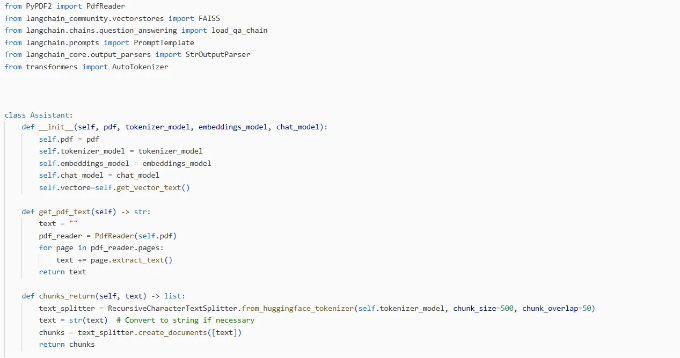 from PyPDF2 import PdfReader
from langchain_community.vectorstores import FAISS
from langchain.chains.question_answering import load_qa_chain
from langchain.prompts import PromptTemplate
from langchain_core.output_parsers import StrOutputParser
from transformers import AutoTokenizer
class Assistant:
    def __init__(self, pdf, tokenizer_model, embeddings_model, chat_model):
        self.pdf = pdf
        self.tokenizer_model = tokenizer_model
        self.embeddings_model = embeddings_model
        self.chat_model = chat_model
        self.vectore=self.get_vector_text()
    def get_pdf_text(self) -> str:
        text = ""
        pdf_reader = PdfReader(self.pdf)
        for page in pdf_reader.pages:
            text += page.extract_text()
        return text
    def chunks_return(self, text) -> list:
        text_splitter = RecursiveCharacterTextSplitter.from_huggingface_tokenizer(self.tokenizer_model, chunk_size=500, chunk_overlap=50)
        text = str(text)  # Convert to string if necessary
        chunks = text_splitter.create_documents([text])
        return chunks